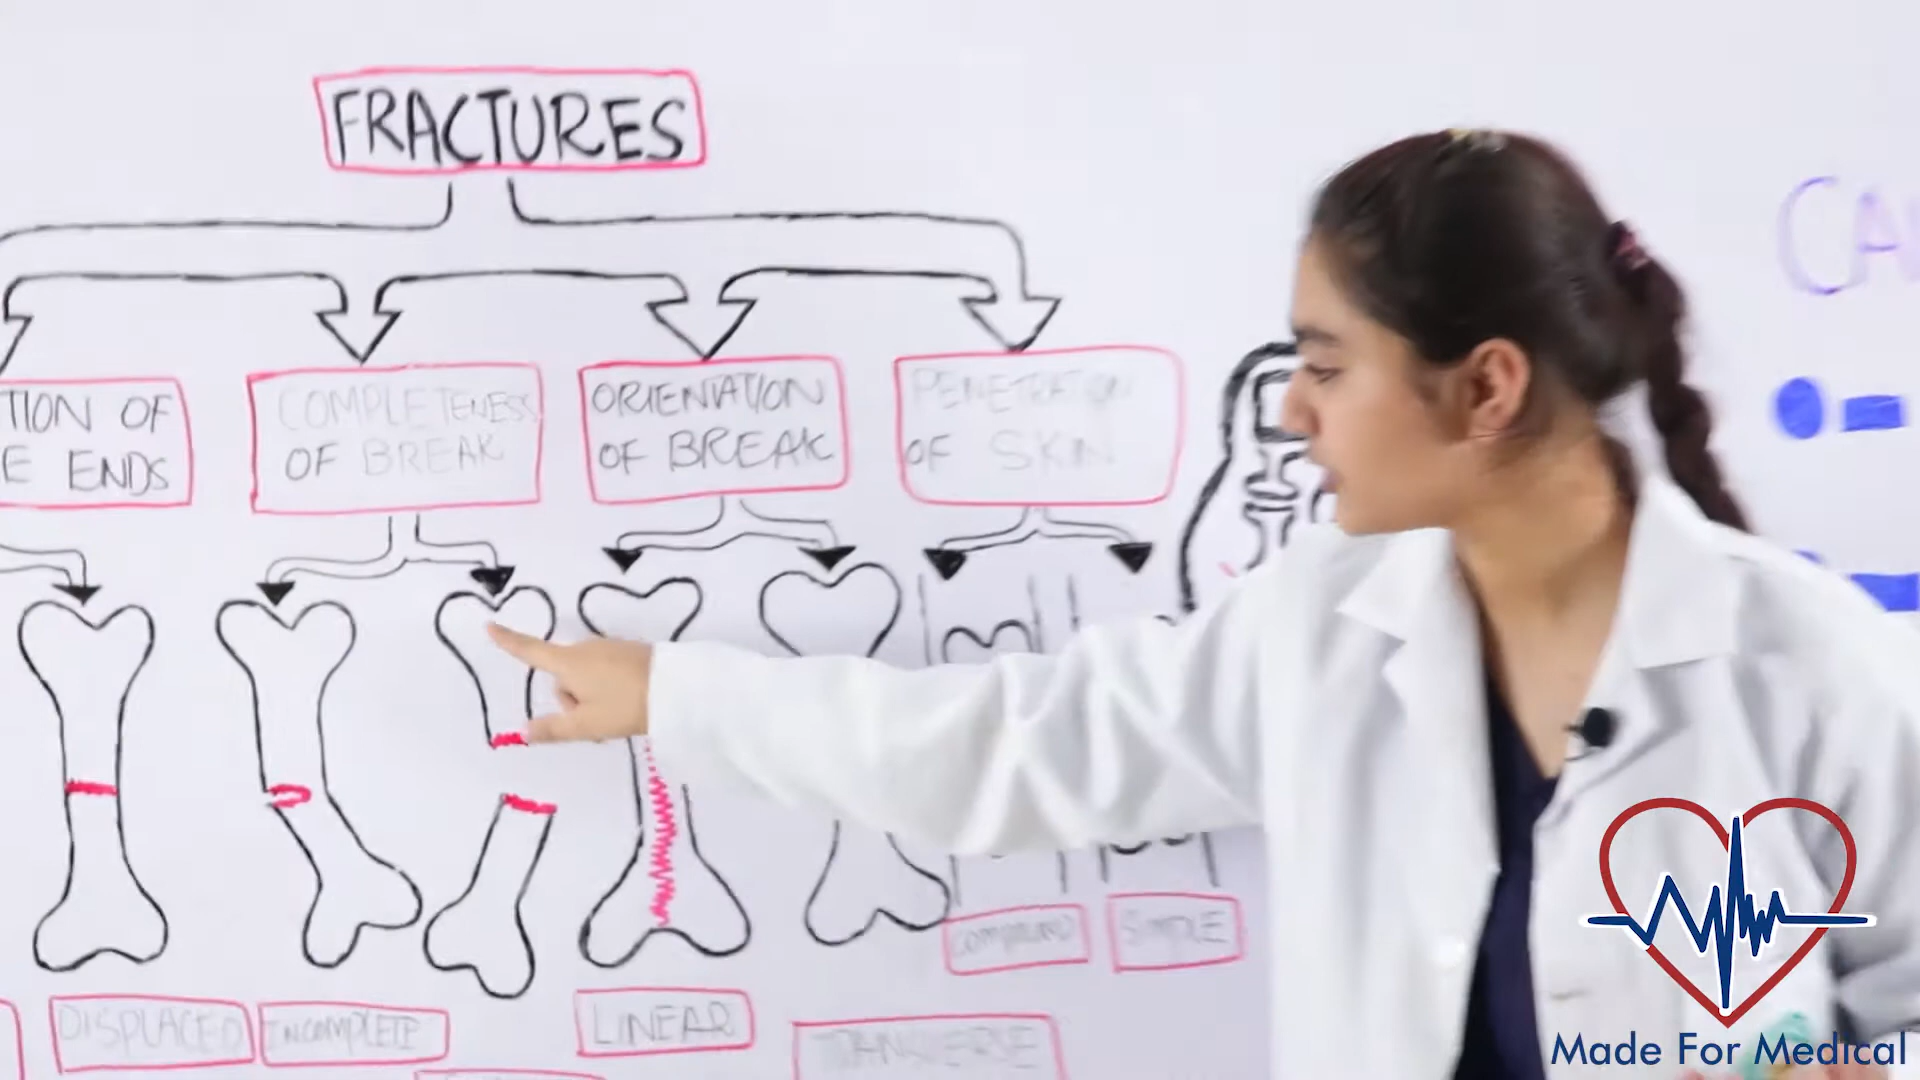 FRACTURES
CA
TION OF
E ENDS
COMPLETENESS
OF BREAK
ORIENTATION
OF BREAK
PENETRATION
OF SKIN
COMPOUND
SIMPLE
DISPLACED
INCOMPLETE
LINEAR
TRANSVERSE
Made For Medical